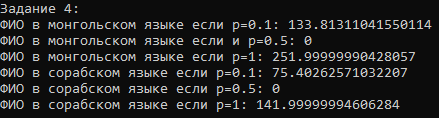 Задание 4:
ФИО в монгольском языке если p=0.1: 133.81311041550114
ФИО в монгольском языке если и p=0.5: 0
ФИО в монгольском языке если p=1: 251.99999990428057
ФИО в сорабском языке если p=0.1: 75.40262571032207
ФИО в сорабском языке если p=0.5: 0
ФИО в сорабском языке если p=1: 141.99999994606284